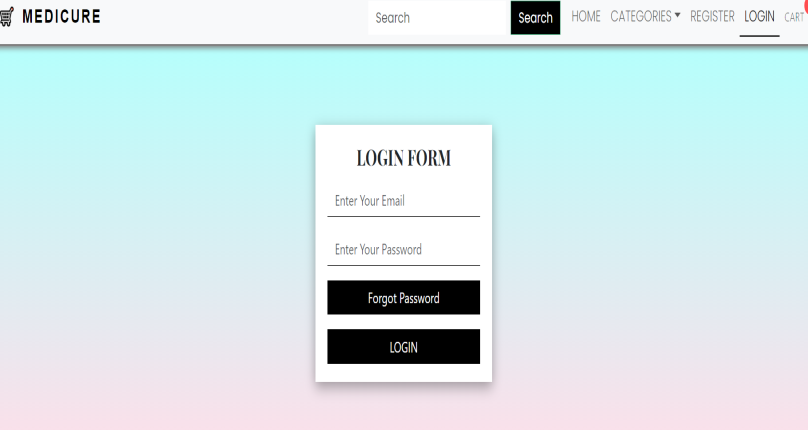 MEDICURE
Search Search HOME CATEGORIES REGISTER LOGIN CART
LOGIN FORM
Enter Your Email
Enter Your Password
Forgot Password
LOGIN